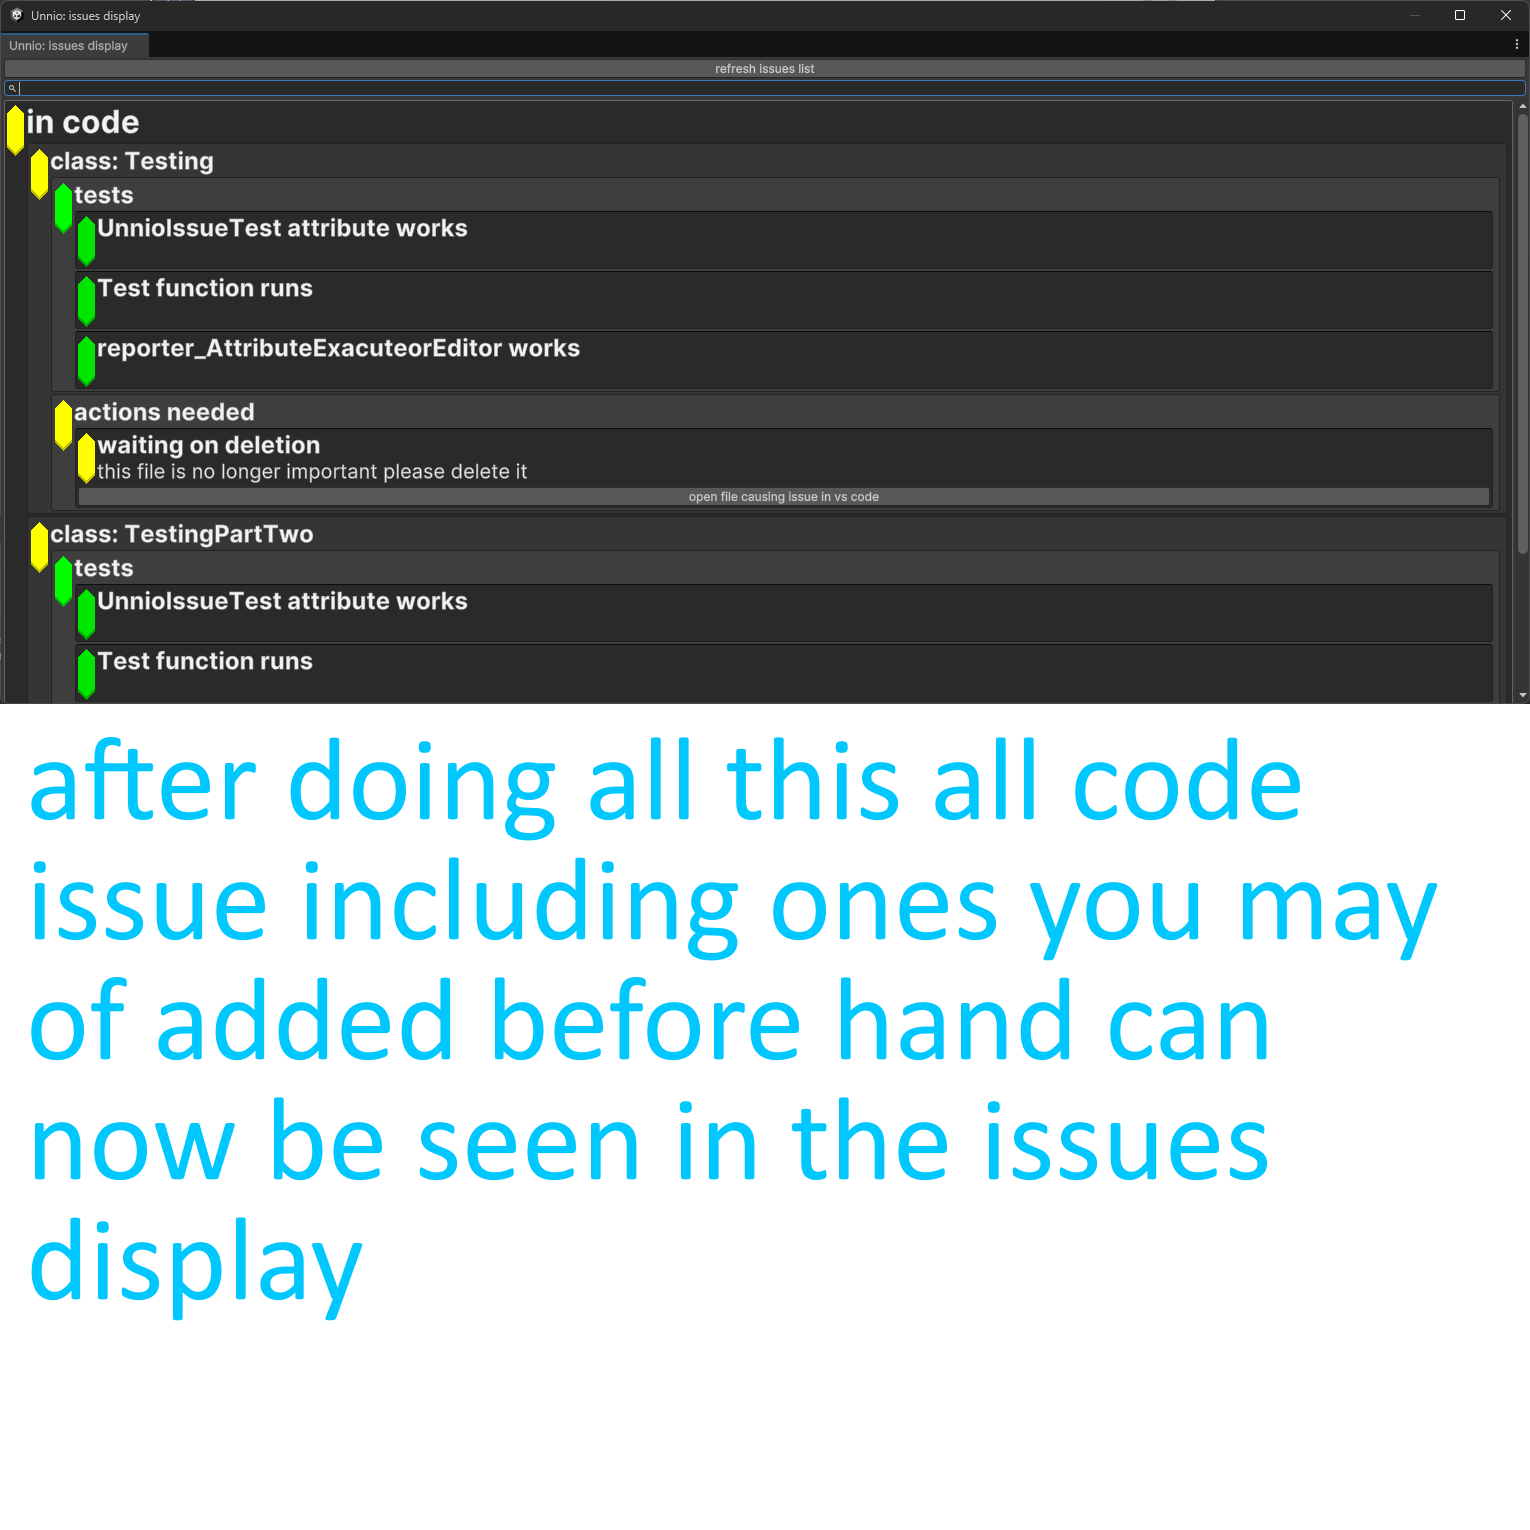 Unnio: issues display
Unnio: issues display
refresh issues list
in code
class: Testing
tests
UnnioIssueTest attribute works
Test function runs
reporter_AttributeExacuteorEditor works
actions needed
waiting on deletion
this file is no longer important please delete it
open file causing issue in vs code
class: TestingPartTwo
tests
UnnioIssueTest attribute works
Test function runs
after doing all this all code
issue including ones you may
of added before hand can
now be seen in the issues
display